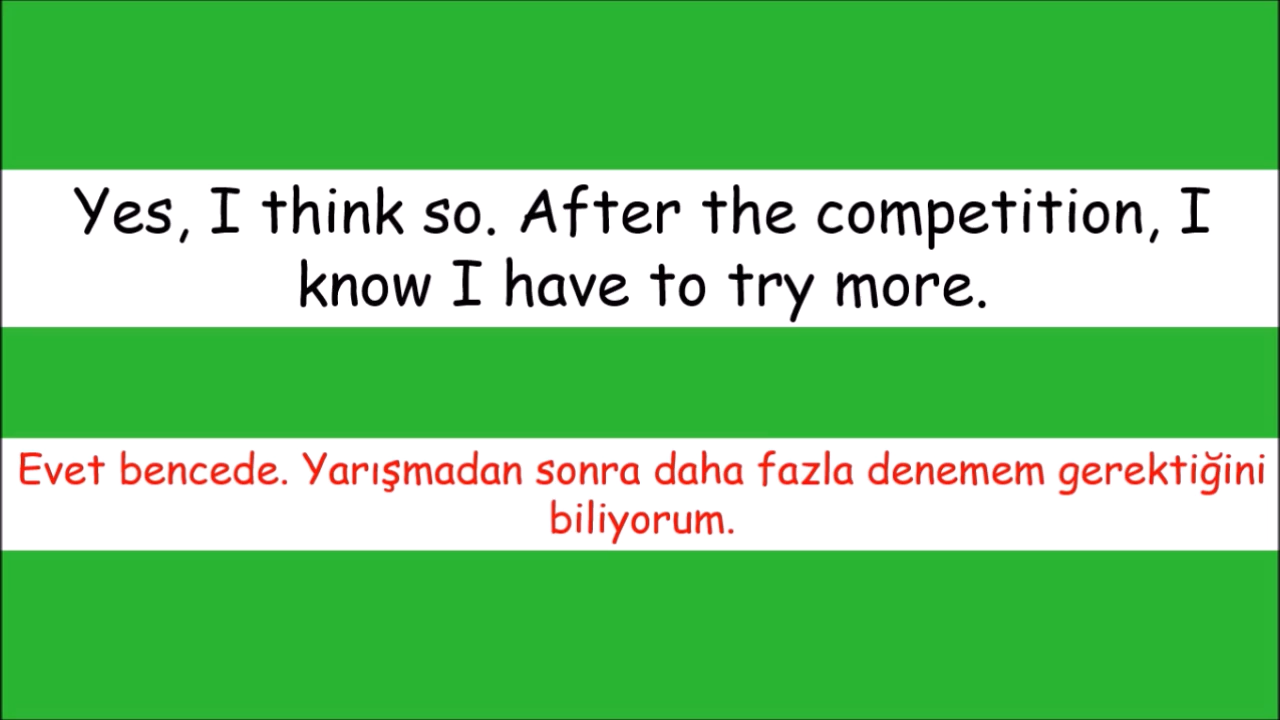 Yes, I think so. After the competition, I
know I have to try more.
Evet bencede. Yarışmadan sonra daha fazla denemem gerektiğini
biliyorum.